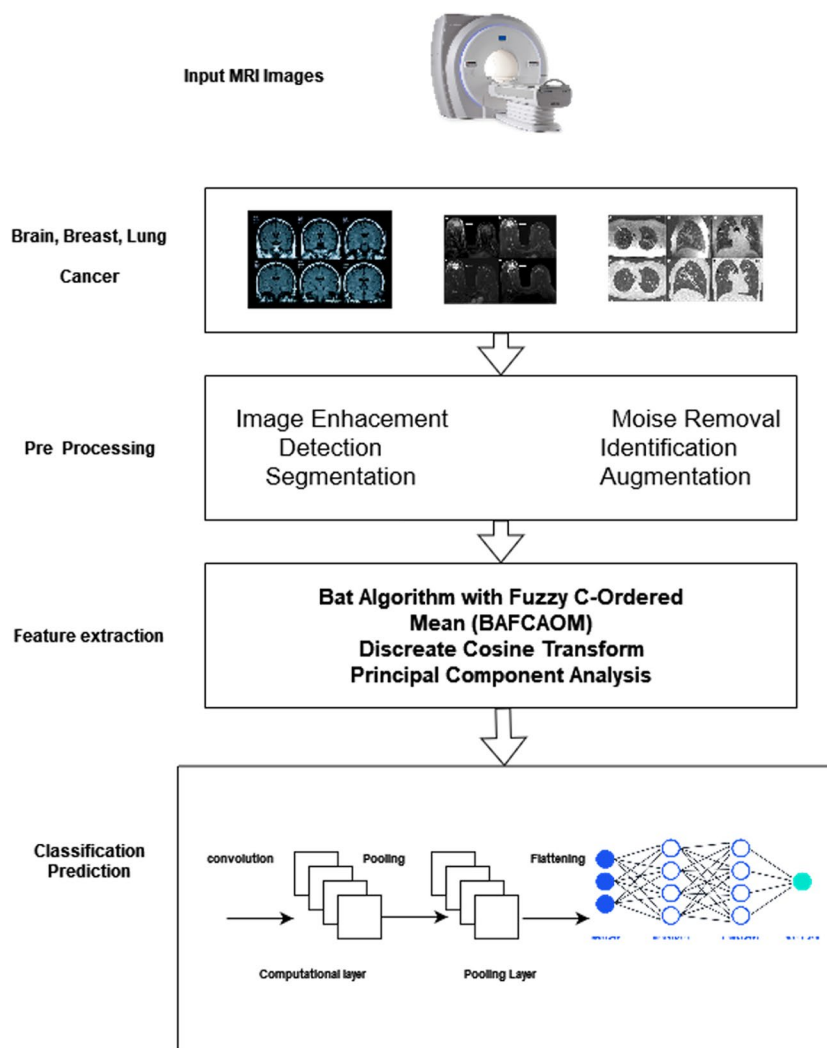 Input MRI Images
Brain, Breast, Lung
Cancer
Pre Processing
Image Enhacement
Detection
Segmentation
Moise Removal
Identification
Augmentation
Feature extraction
Bat Algorithm with Fuzzy C-Ordered
Mean (BAFCAOM)
Discreate Cosine Transform
Principal Component Analysis
Classification
Prediction
convolution
Pooling
Flattening
Computational layer
Pooling Layer